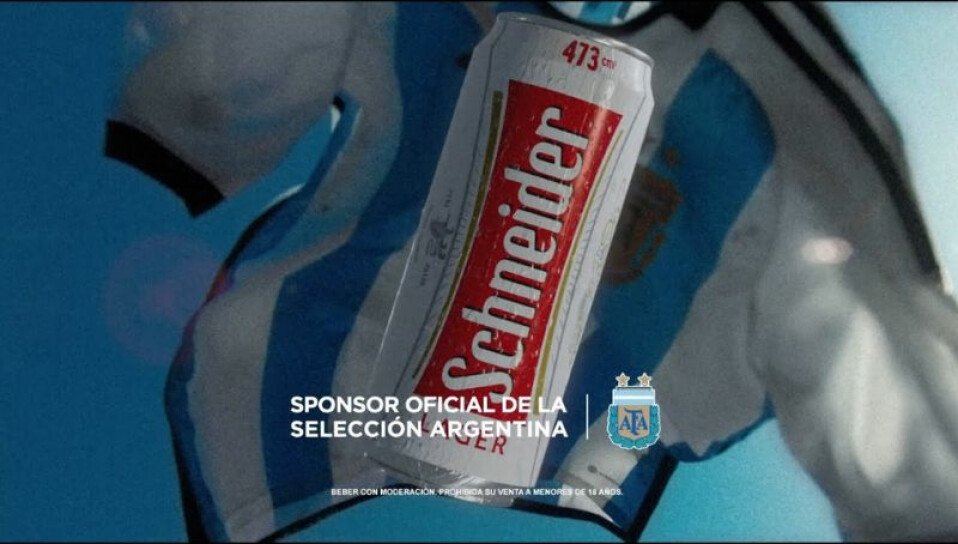 473 cm³
Schneider
LAGER
SPONSOR OFICIAL DE LA
SELECCIÓN ARGENTINA
AFA
BEBER CON MODERACIÓN. PROHIBIDA SU VENTA A MENORES DE 18 AÑOS.